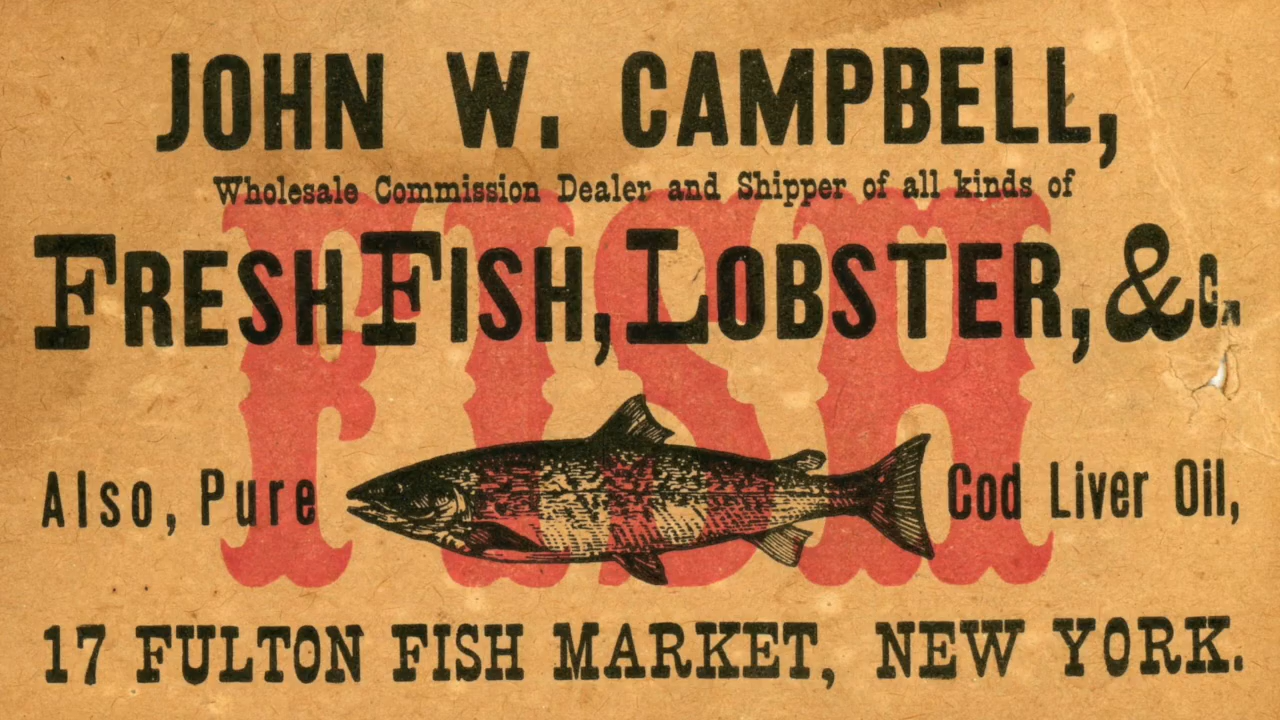 JOHN W. CAMPBELL,
Wholesale Commission Dealer and Shipper of all kinds of
FRESH FISH, LOBSTER, &c.
FISH
Also, Pure Cod Liver Oil,
17 FULTON FISH MARKET, NEW YORK.